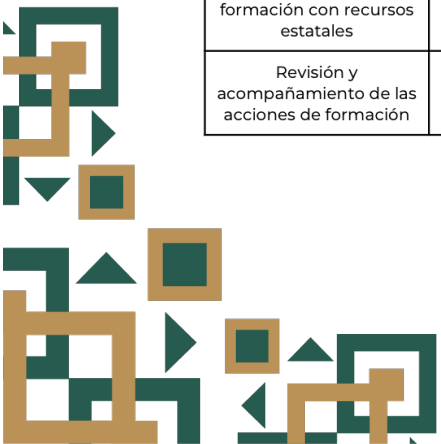 formación con recursos
estatales
Revisión y
acompañamiento de las
acciones de formación